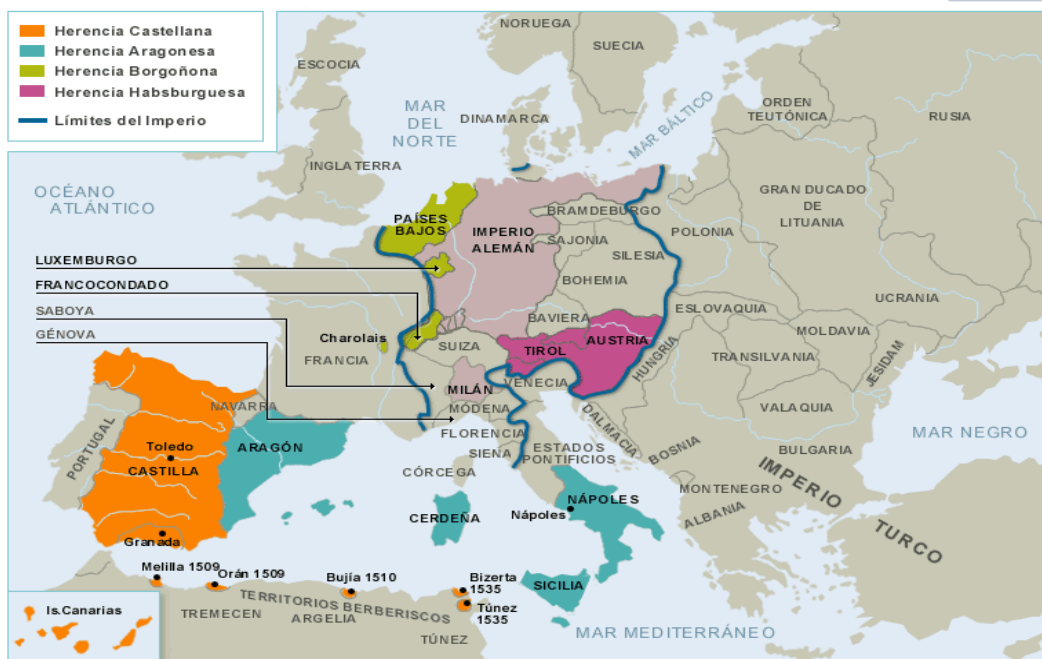 Herencia Castellana
Herencia Aragonesa
Herencia Borgoñona
Herencia Habsburguesa
Límites del Imperio
NORUEGA
SUECIA
ESCOCIA
MAR
DEL
NORTE
DINAMARCA
MAR BÁLTICO
ORDEN
TEUTÓNICA
RUSIA
INGLATERRA
OCÉANO
ATLÁNTICO
PAÍSES
BAJOS
IMPERIO
ALEMÁN
BRAMDEBURGO
SAJONIA
SILESIA
POLONIA
GRAN DUCADO
DE
LITUANIA
LUXEMBURGO
FRANCOCONDADO
SABOYA
GÉNOVA
BOHEMIA
BAVIERA
ESLOVAQUIA
UCRANIA
MOLDAVIA
JESIDAM
Charolais
FRANCIA
SUIZA
TIROL
AUSTRIA
HUNGRIA
TRANSILVANIA
VALAQUIA
MILÁN
VENECIA
MÓDENA
FLORENCIA
SIENA
ESTADOS
PONTIFICIOS
DALMACIA
BOSNIA
BULGARIA
MAR NEGRO
NAVARRA
PORTUGAL
Toledo
CASTILLA
ARAGÓN
CÓRCEGA
MONTENEGRO
ALBANIA
IMPERIO
TURCO
CERDEÑA
NÁPOLES
Nápoles
Granada
Melilla 1509
Orán 1509
Bujía 1510
Bizerta
1535
Túnez
1535
SICILIA
TREMECEN
TERRITORIOS BERBERISCOS
ARGELIA
TÚNEZ
MAR MEDITERRÁNEO
Is.Canarias